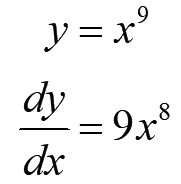 y = x⁹
dy/dx = 9x⁸